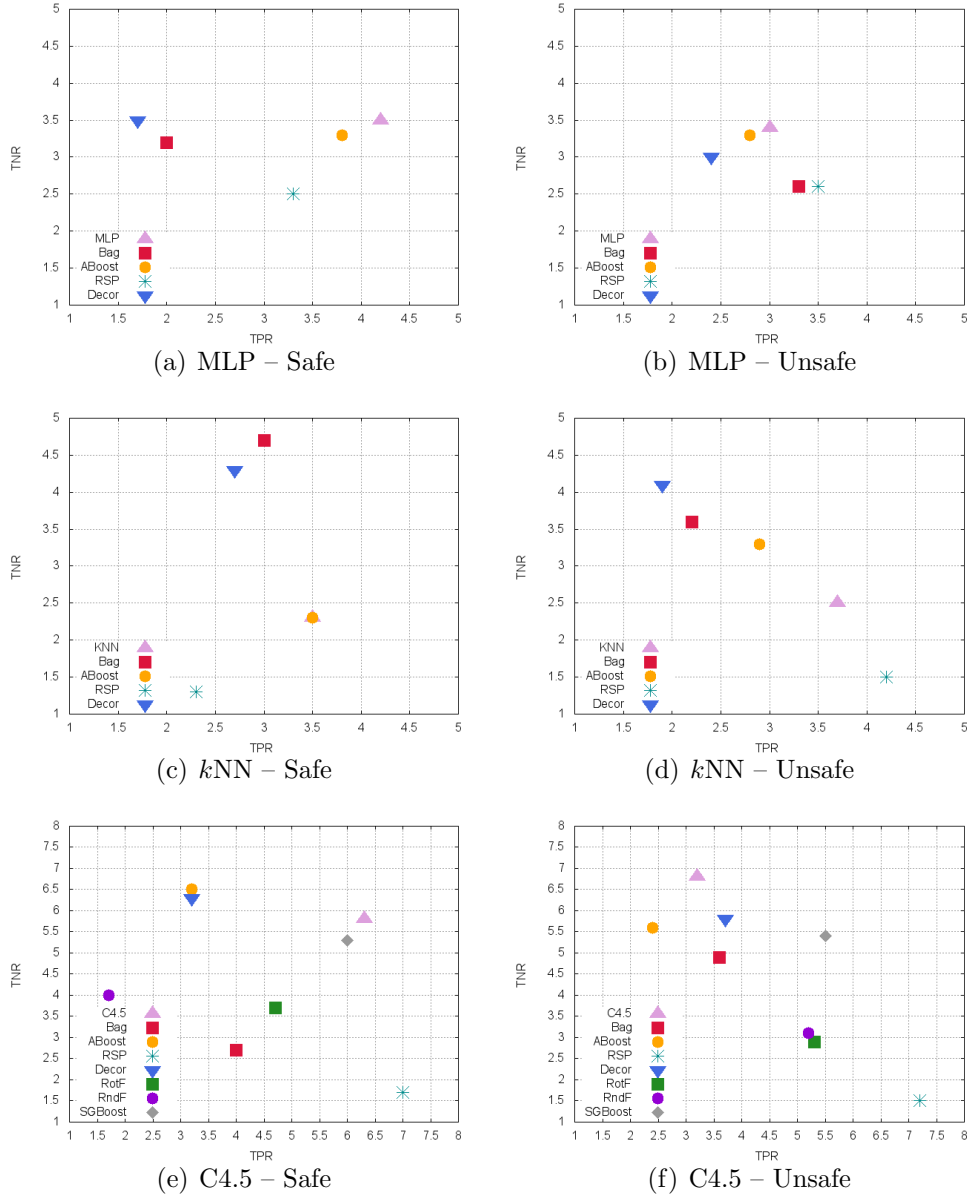 5
4.5
4
3.5
3
2.5
2
1.5
1
TNR
MLP
Bag
ABoost
RSP
Decor
1 1.5 2 2.5 3 3.5 4 4.5 5
TPR
(a) MLP – Safe
5
4.5
4
3.5
3
2.5
2
1.5
1
TNR
MLP
Bag
ABoost
RSP
Decor
1 1.5 2 2.5 3 3.5 4 4.5 5
TPR
(b) MLP – Unsafe
5
4.5
4
3.5
3
2.5
2
1.5
1
TNR
KNN
Bag
ABoost
RSP
Decor
1 1.5 2 2.5 3 3.5 4 4.5 5
TPR
(c) kNN – Safe
5
4.5
4
3.5
3
2.5
2
1.5
1
TNR
KNN
Bag
ABoost
RSP
Decor
1 1.5 2 2.5 3 3.5 4 4.5 5
TPR
(d) kNN – Unsafe
8
7.5
7
6.5
6
5.5
5
4.5
4
3.5
3
2.5
2
1.5
1
TNR
C4.5
Bag
ABoost
RSP
Decor
RotF
RndF
SGBoost
1 1.5 2 2.5 3 3.5 4 4.5 5 5.5 6 6.5 7 7.5 8
TPR
(e) C4.5 – Safe
8
7.5
7
6.5
6
5.5
5
4.5
4
3.5
3
2.5
2
1.5
1
TNR
C4.5
Bag
ABoost
RSP
Decor
RotF
RndF
SGBoost
1 1.5 2 2.5 3 3.5 4 4.5 5 5.5 6 6.5 7 7.5 8
TPR
(f) C4.5 – Unsafe